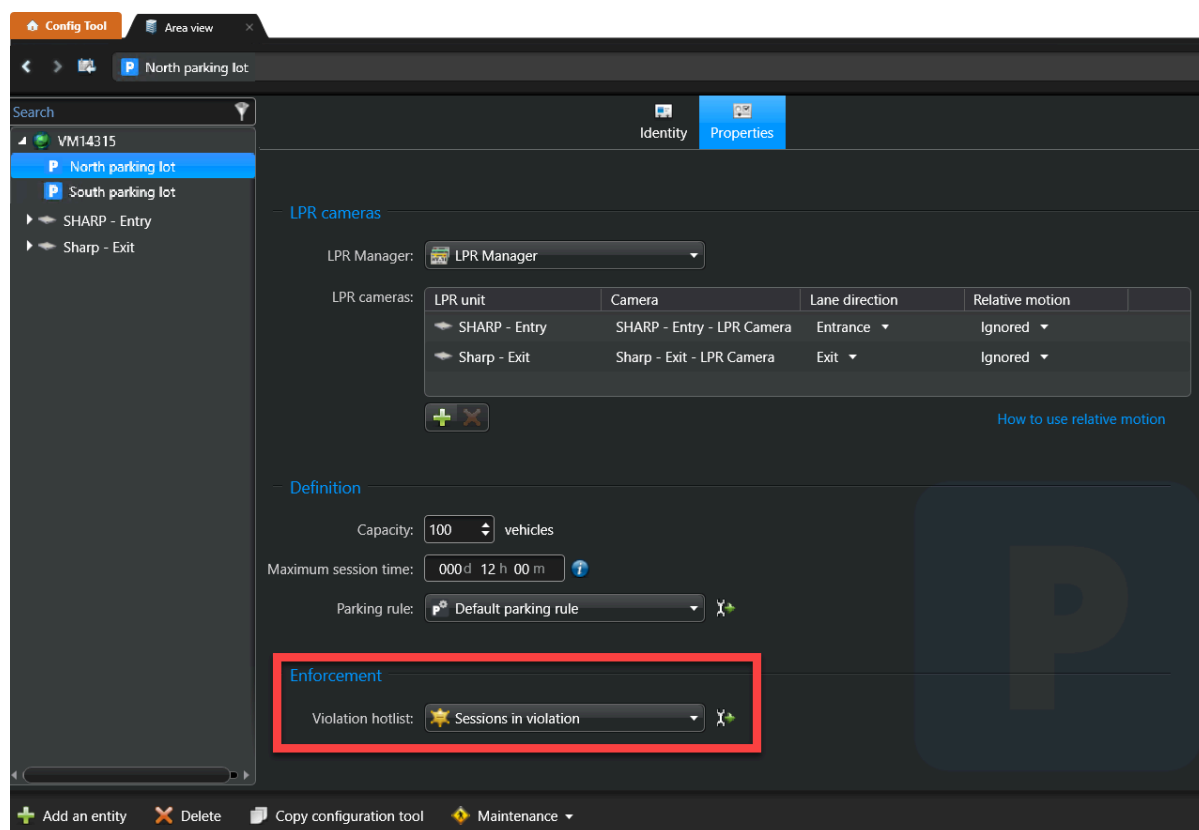 Config Tool
Area view
North parking lot
Search
VM14315
North parking lot
South parking lot
SHARP - Entry
Sharp - Exit
Identity
Properties
LPR cameras
LPR Manager: LPR Manager
LPR cameras:
LPR unit Camera Lane direction Relative motion
SHARP - Entry SHARP - Entry - LPR Camera Entrance Ignored
Sharp - Exit Sharp - Exit - LPR Camera Exit Ignored
How to use relative motion
Definition
Capacity: 100 vehicles
Maximum session time: 000d 12h 00m
Parking rule: Default parking rule
Enforcement
Violation hotlist: Sessions in violation
Add an entity Delete Copy configuration tool Maintenance